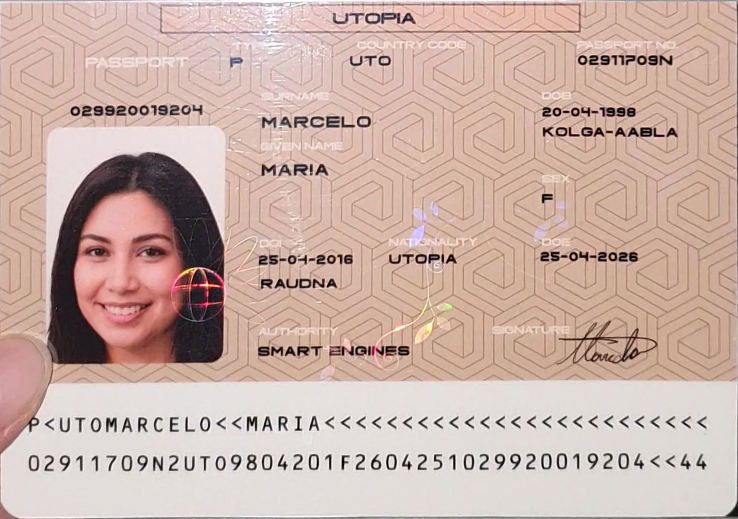 UTOPIA
PASSPORT
TYPE COUNTRY CODE PASSPORT NO.
P UTO 02911709N
029920019204
SURNAME DOB
MARCELO 20-04-1998
KOLGA-AABLA
GIVEN NAME
MARIA
SEX
F
DOI NATIONALITY DOE
25-04-2016 UTOPIA 25-04-2026
RAUDNA
AUTHORITY SIGNATURE
SMART ENGINES
P<UTOMARCELO<<MARIA<<<<<<<<<<<<<<<<<<<<<<<<<
02911709N2UTO9804201F2604251029920019204<<44